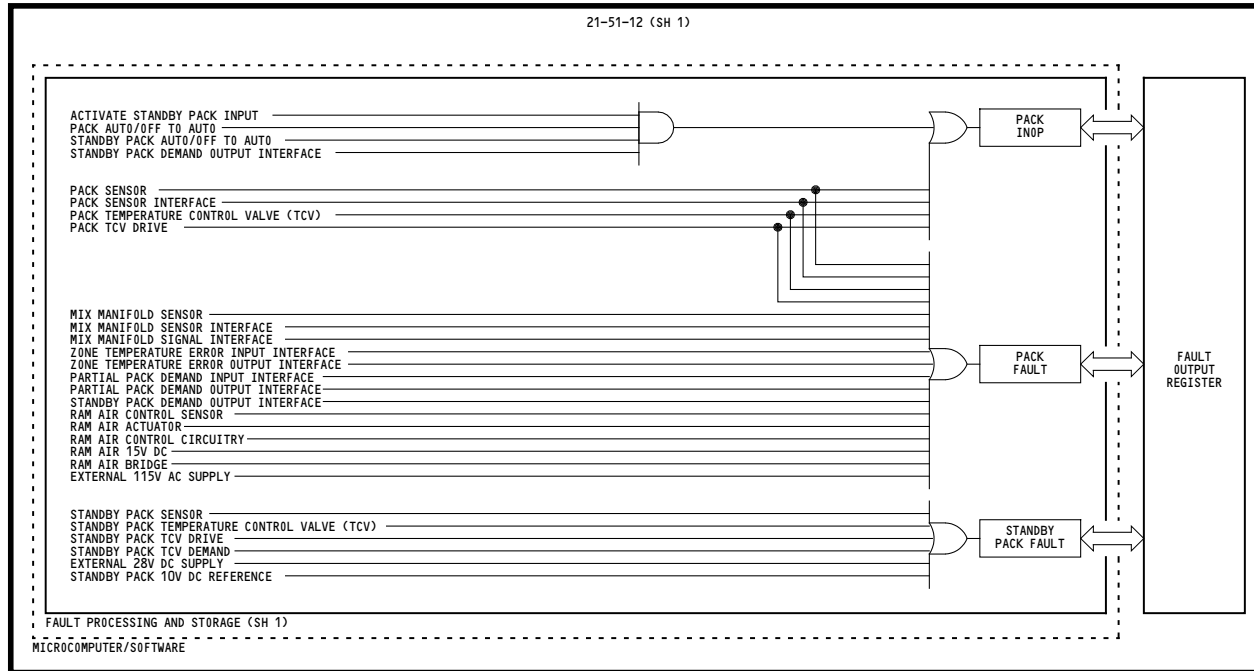 21-51-12 (SH 1)
ACTIVATE STANDBY PACK INPUT
PACK AUTO/OFF TO AUTO
STANDBY PACK AUTO/OFF TO AUTO
STANDBY PACK DEMAND OUTPUT INTERFACE
PACK
INOP
PACK SENSOR
PACK SENSOR INTERFACE
PACK TEMPERATURE CONTROL VALVE (TCV)
PACK TCV DRIVE
MIX MANIFOLD SENSOR
MIX MANIFOLD SENSOR INTERFACE
MIX MANIFOLD SIGNAL INTERFACE
ZONE TEMPERATURE ERROR INPUT INTERFACE
ZONE TEMPERATURE ERROR OUTPUT INTERFACE
PARTIAL PACK DEMAND INPUT INTERFACE
PARTIAL PACK DEMAND OUTPUT INTERFACE
STANDBY PACK DEMAND OUTPUT INTERFACE
RAM AIR CONTROL SENSOR
RAM AIR ACTUATOR
RAM AIR CONTROL CIRCUITRY
RAM AIR 15V DC
RAM AIR BRIDGE
EXTERNAL 115V AC SUPPLY
PACK
FAULT
FAULT
OUTPUT
REGISTER
STANDBY PACK SENSOR
STANDBY PACK TEMPERATURE CONTROL VALVE (TCV)
STANDBY PACK TCV DRIVE
STANDBY PACK TCV DEMAND
EXTERNAL 28V DC SUPPLY
STANDBY PACK 10V DC REFERENCE
STANDBY
PACK FAULT
FAULT PROCESSING AND STORAGE (SH 1)
MICROCOMPUTER/SOFTWARE